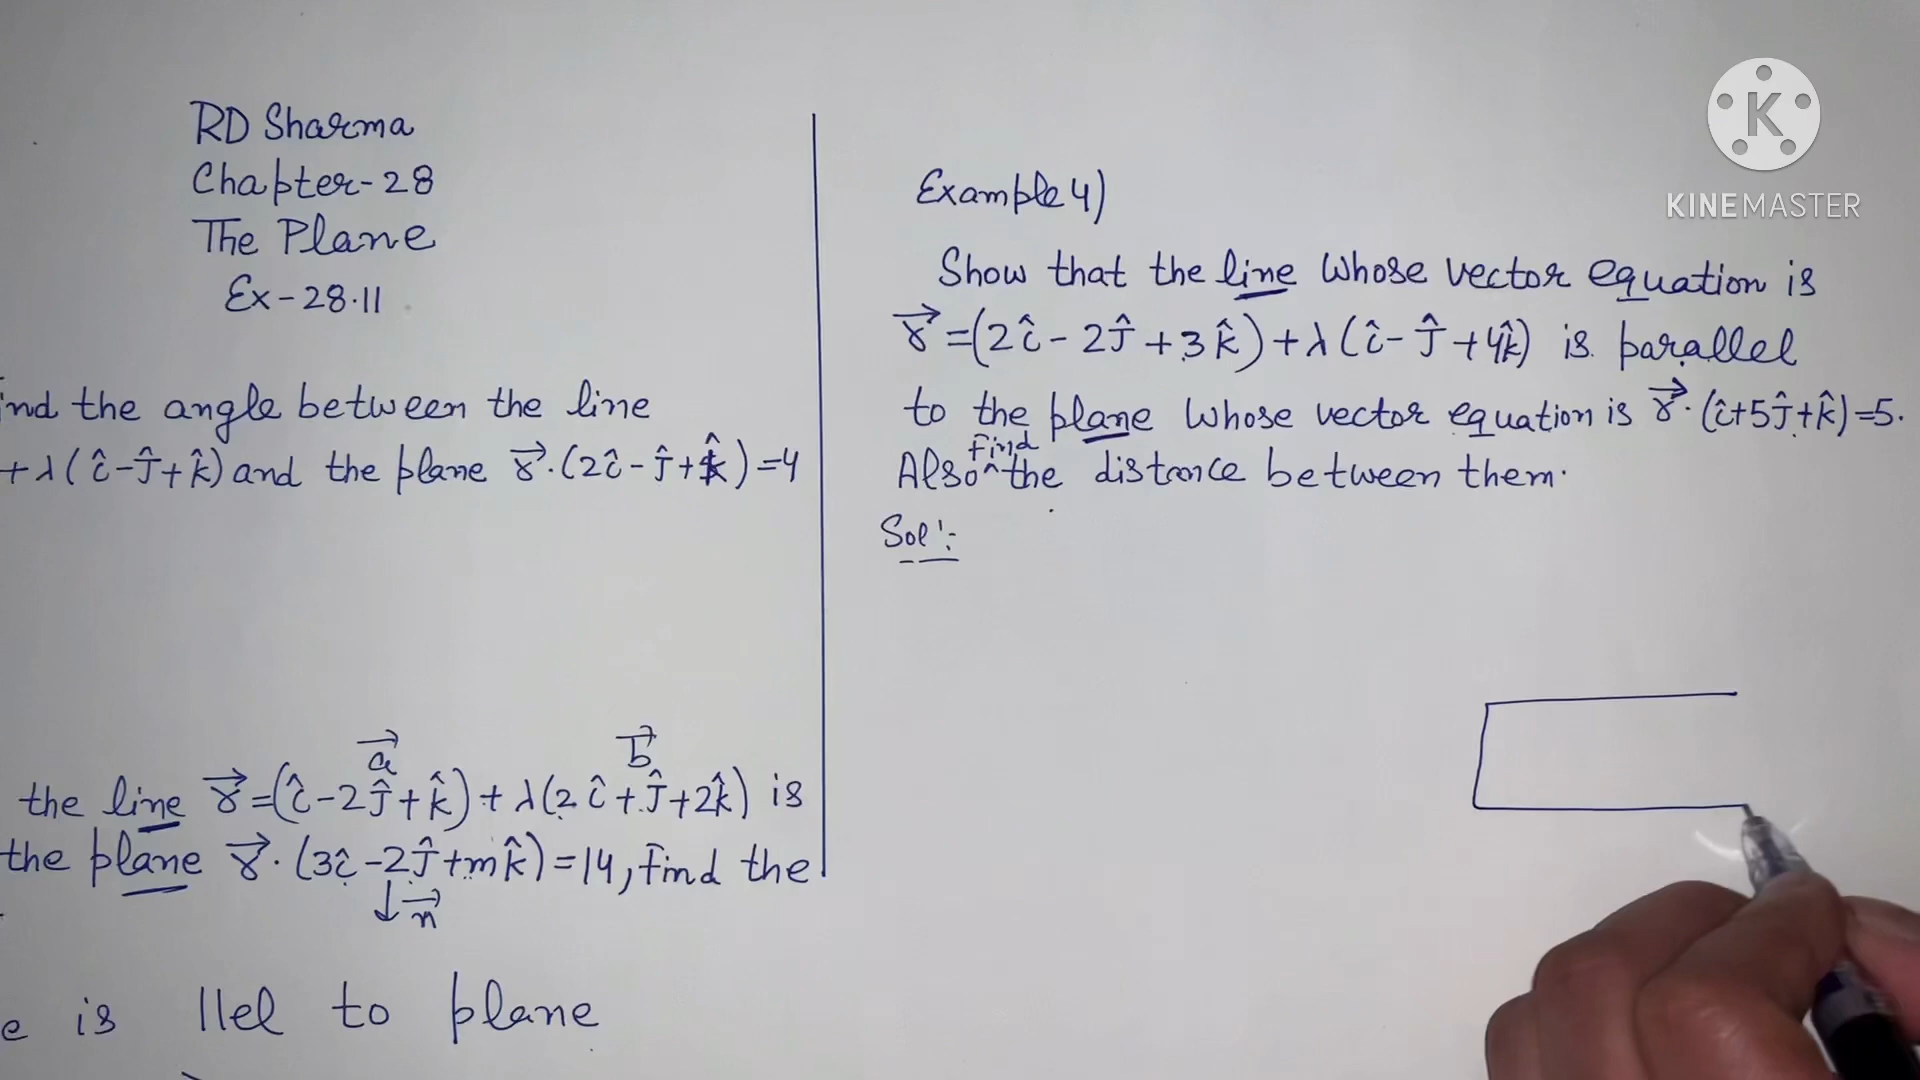 RD Sharma
Chapter-28
The Plane
Ex-28.11
ind the angle between the line
+λ(î-ĵ+k̂) and the plane r⃗.(2î-ĵ+k̂)=4
a⃗ b⃗
the line r⃗=(î-2ĵ+k̂)+λ(2î+ĵ+2k̂) is
the plane r⃗.(3î-2ĵ+mk̂)=14, find the
↓n⃗
e is llel to plane
Example 4)
Show that the line whose vector equation is
r⃗=(2î-2ĵ+3k̂)+λ(î-ĵ+4k̂) is parallel
to the plane whose vector equation is r⃗.(î+5ĵ+k̂)=5.
Also ^find the distance between them.
Sol':
K
KINEMASTER